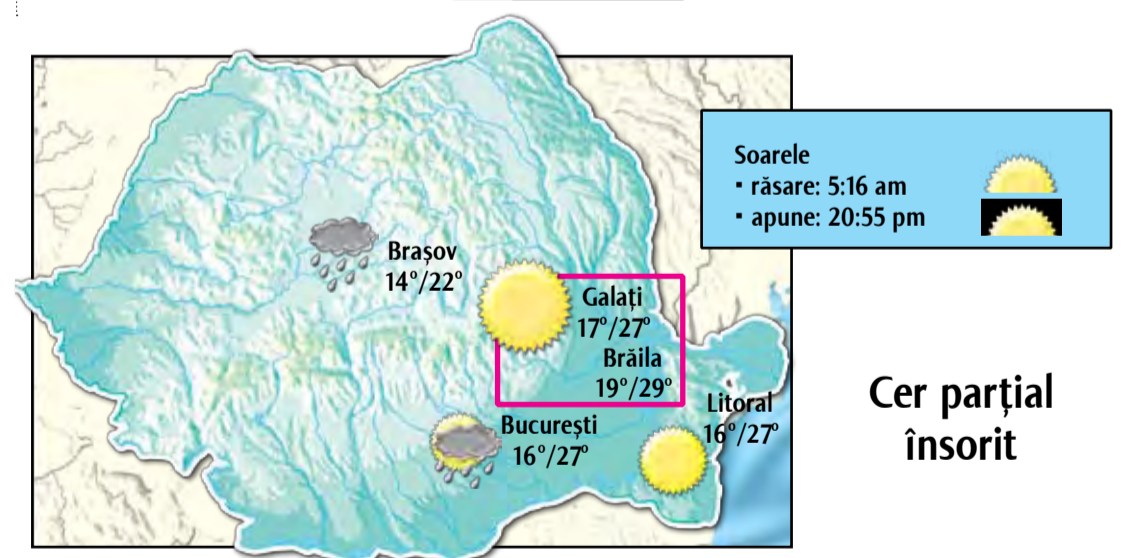 Soarele
▪ răsare: 5:16 am
▪ apune: 20:55 pm
Brașov
14°/22°
Galați
17°/27°
Brăila
19°/29°
Litoral
16°/27°
București
16°/27°
Cer parțial
însorit